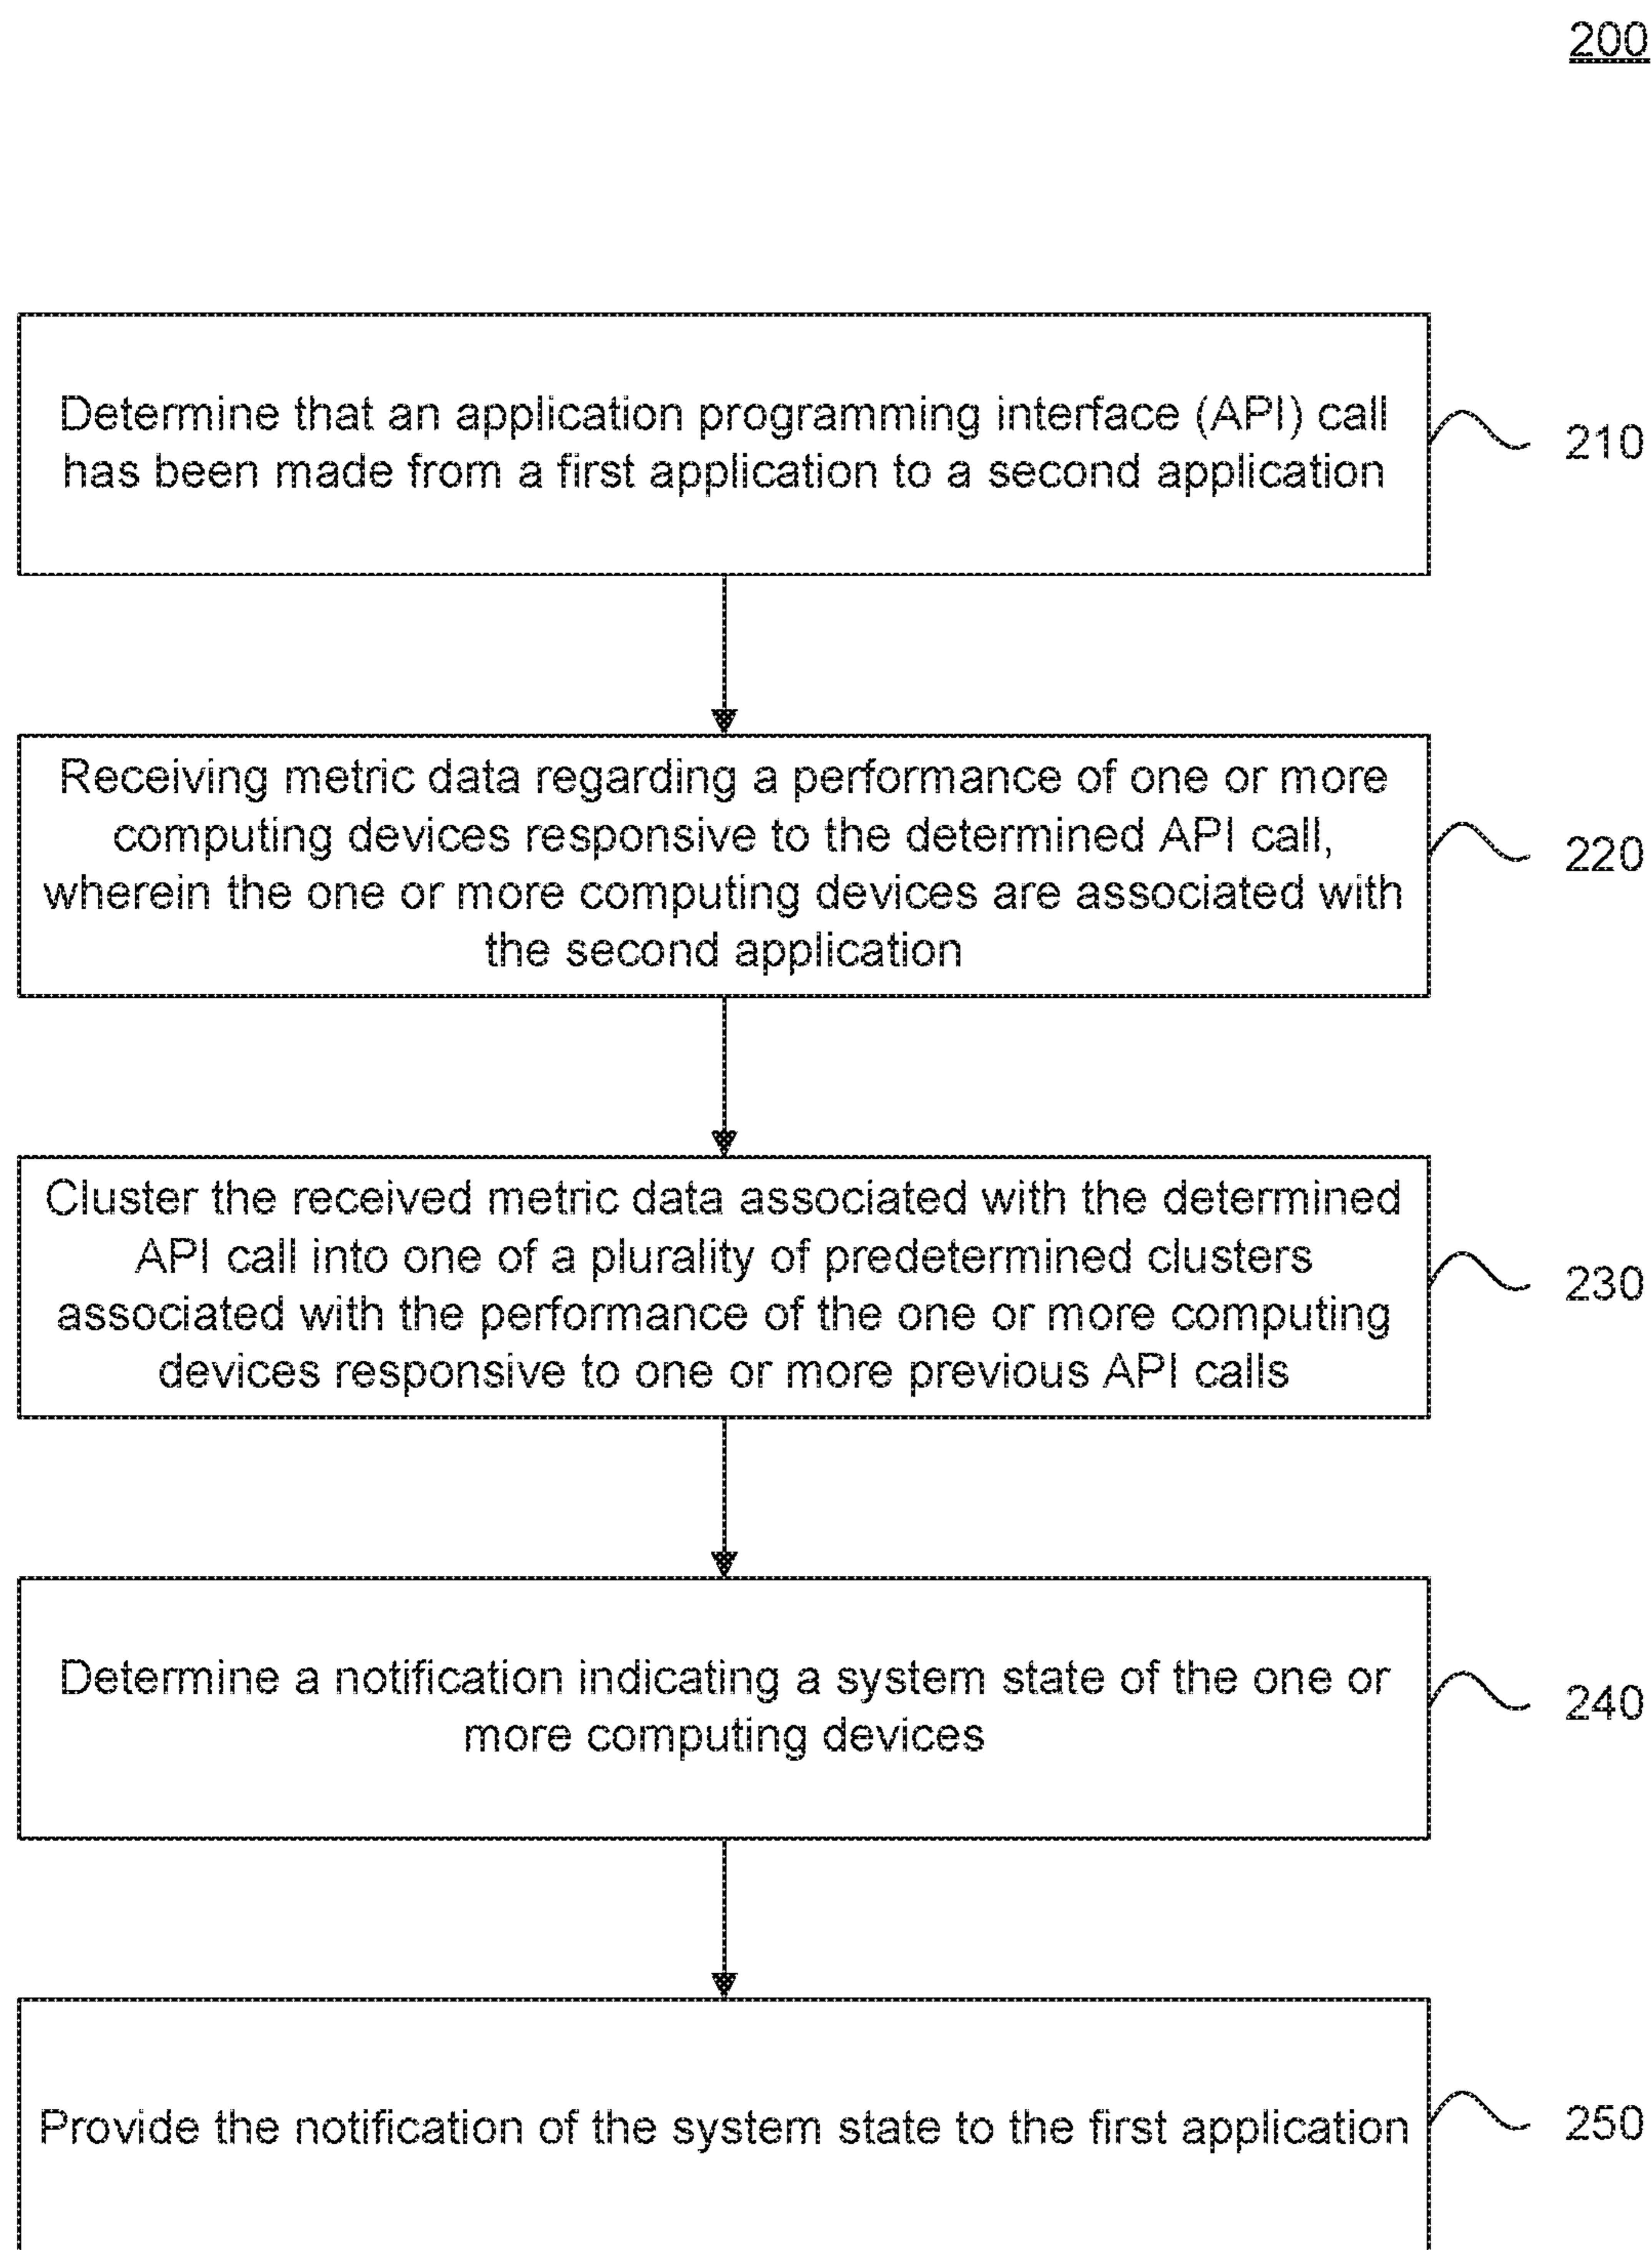 200
Determine that an application programming interface (API) call
has been made from a first application to a second application
210
Receiving metric data regarding a performance of one or more
computing devices responsive to the determined API call,
wherein the one or more computing devices are associated with
the second application
220
Cluster the received metric data associated with the determined
API call into one of a plurality of predetermined clusters
associated with the performance of the one or more computing
devices responsive to one or more previous API calls
230
Determine a notification indicating a system state of the one or
more computing devices
240
Provide the notification of the system state to the first application
250